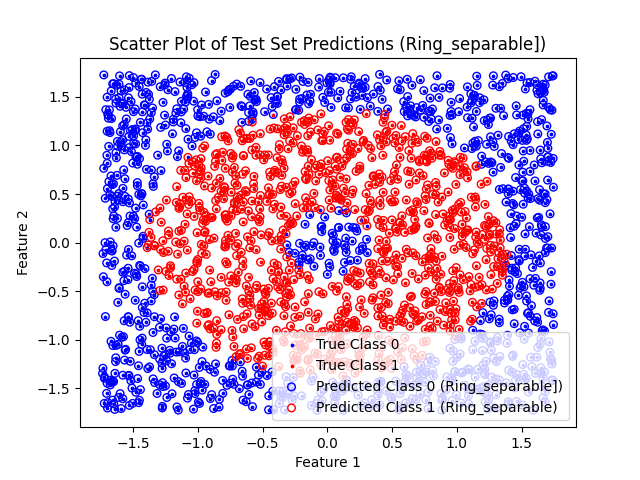 Scatter Plot of Test Set Predictions (Ring_separable])
Feature 2
1.5
1.0
0.5
0.0
−0.5
−1.0
−1.5
True Class 0
True Class 1
Predicted Class 0 (Ring_separable])
Predicted Class 1 (Ring_separable)
−1.5 −1.0 −0.5 0.0 0.5 1.0 1.5
Feature 1